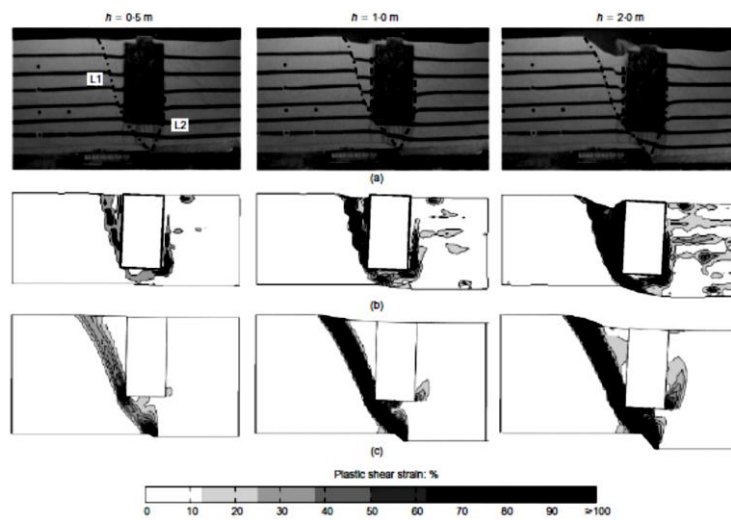 h = 0·5 m h = 1·0 m h = 2·0 m
L1
L2
(a)
(b)
(c)
Plastic shear strain: %
0 10 20 30 40 50 60 70 80 90 ≥100